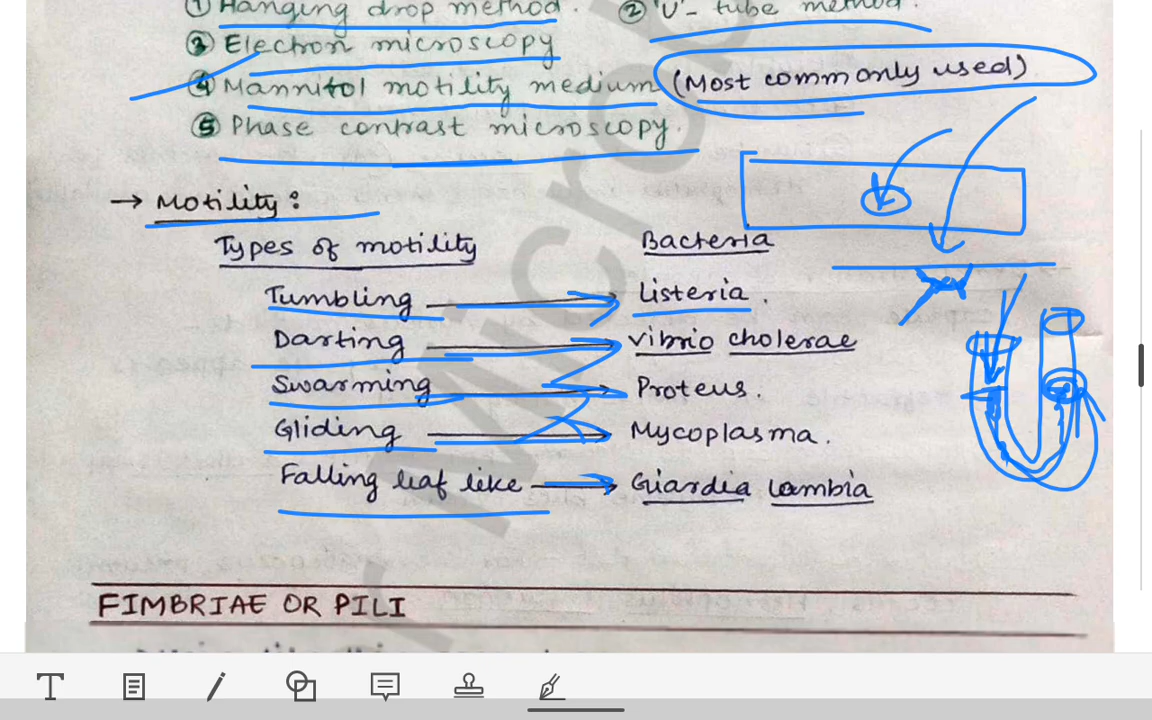 ① Hanging drop method. ② 'U'- tube method.
③ Electron microscopy
④ Mannitol motility medium (Most commonly used)
⑤ Phase contrast microscopy.
→ Motility:
Types of motility Bacteria
Tumbling → Listeria.
Darting → vibrio cholerae
Swarming → Proteus.
Gliding → Mycoplasma.
Falling leaf like → Giardia lambia
FIMBRIAE OR PILI
T